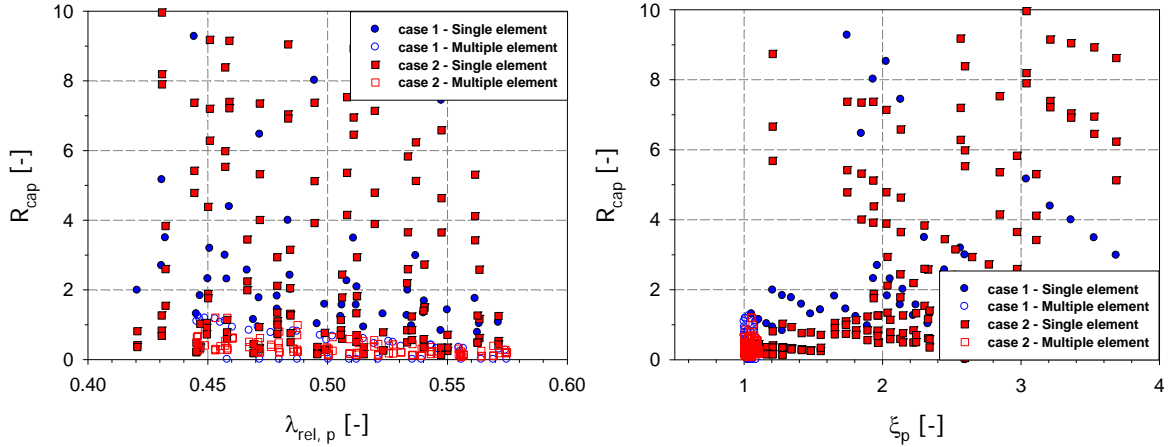 10
8
6
4
2
0
R_cap [-]
0.40
0.45
0.50
0.55
0.60
λ_rel, p [-]
case 1 - Single element
case 1 - Multiple element
case 2 - Single element
case 2 - Multiple element
10
8
6
4
2
0
R_cap [-]
1
2
3
4
ξ_p [-]
case 1 - Single element
case 1 - Multiple element
case 2 - Single element
case 2 - Multiple element